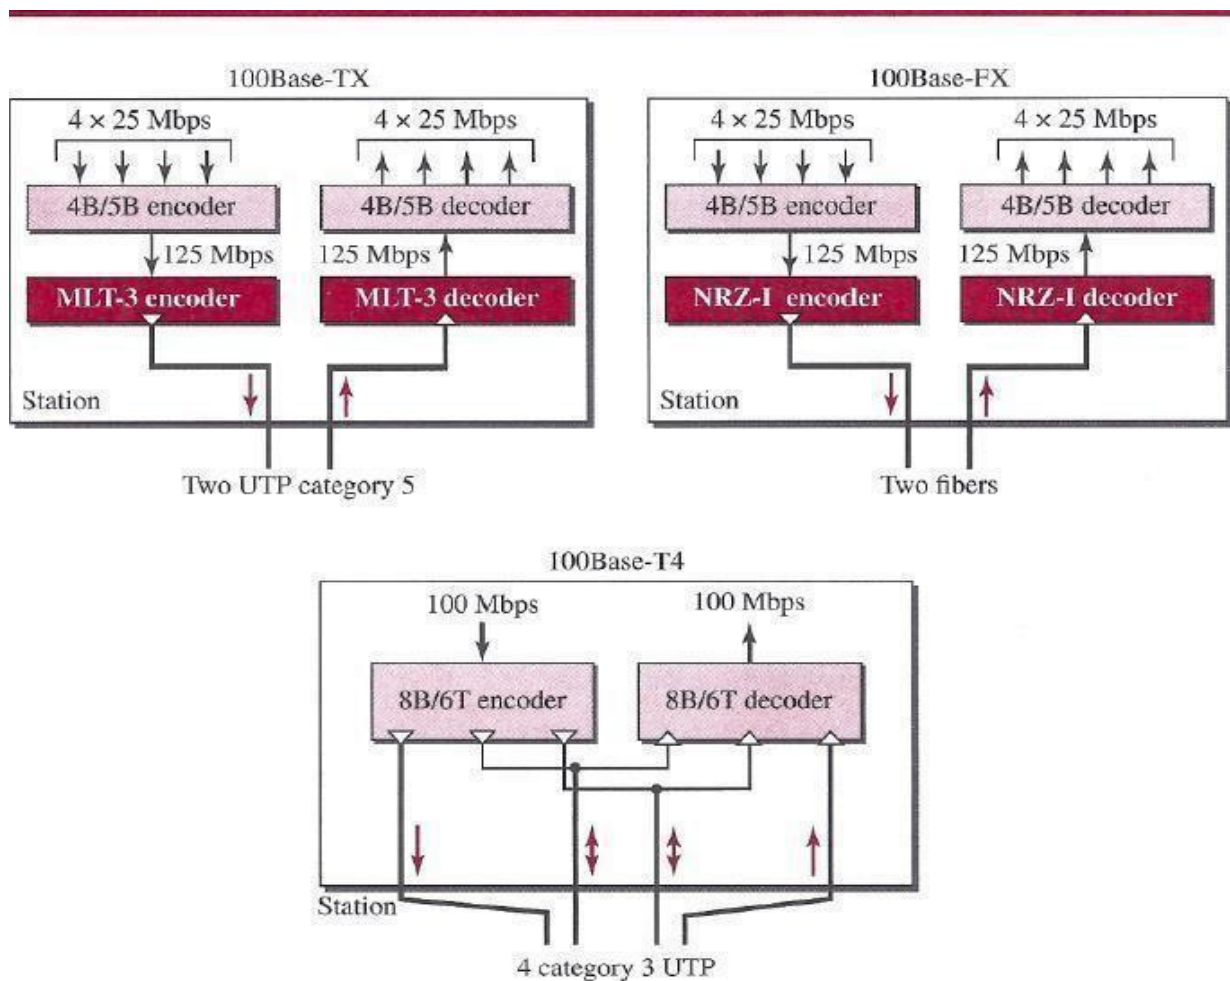 100Base-TX
4 × 25 Mbps
4 × 25 Mbps
4B/5B encoder
4B/5B decoder
125 Mbps
125 Mbps
MLT-3 encoder
MLT-3 decoder
Station
Two UTP category 5
100Base-FX
4 × 25 Mbps
4 × 25 Mbps
4B/5B encoder
4B/5B decoder
125 Mbps
125 Mbps
NRZ-I encoder
NRZ-I decoder
Station
Two fibers
100Base-T4
100 Mbps
100 Mbps
8B/6T encoder
8B/6T decoder
Station
4 category 3 UTP